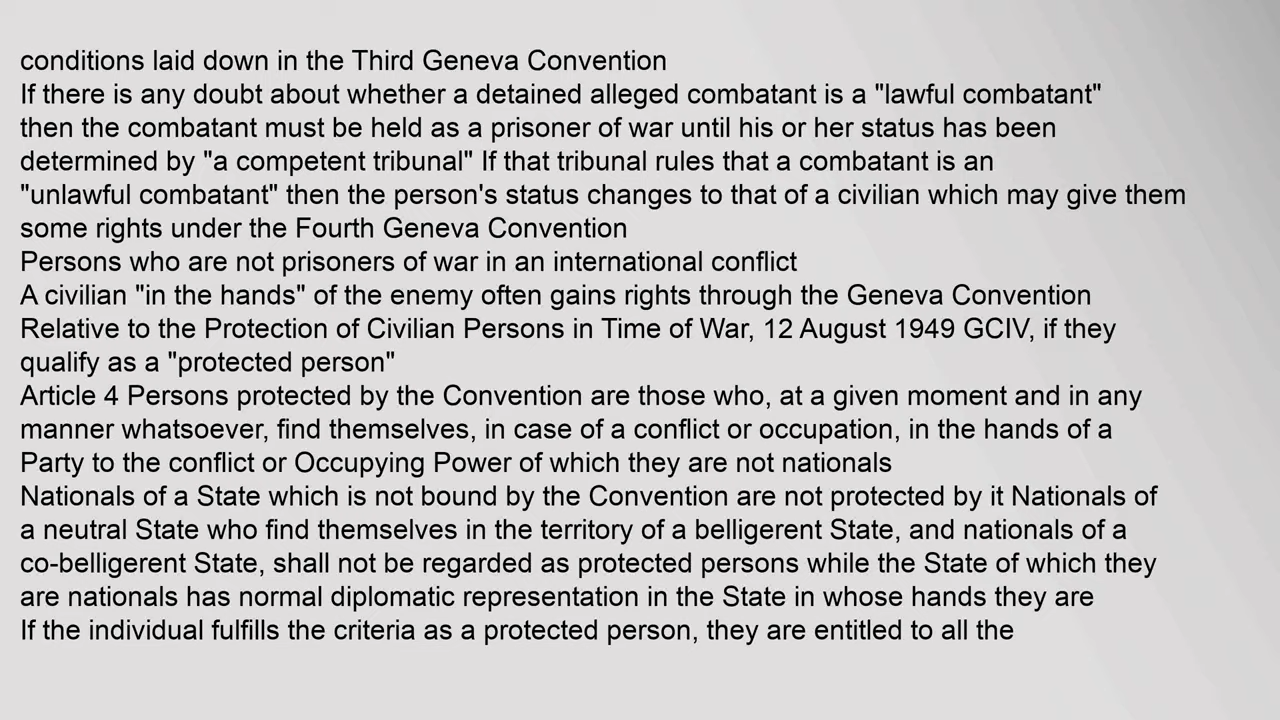 conditions laid down in the Third Geneva Convention
If there is any doubt about whether a detained alleged combatant is a "lawful combatant"
then the combatant must be held as a prisoner of war until his or her status has been
determined by "a competent tribunal" If that tribunal rules that a combatant is an
"unlawful combatant" then the person's status changes to that of a civilian which may give them
some rights under the Fourth Geneva Convention
Persons who are not prisoners of war in an international conflict
A civilian "in the hands" of the enemy often gains rights through the Geneva Convention
Relative to the Protection of Civilian Persons in Time of War, 12 August 1949 GCIV, if they
qualify as a "protected person"
Article 4 Persons protected by the Convention are those who, at a given moment and in any
manner whatsoever, find themselves, in case of a conflict or occupation, in the hands of a
Party to the conflict or Occupying Power of which they are not nationals
Nationals of a State which is not bound by the Convention are not protected by it Nationals of
a neutral State who find themselves in the territory of a belligerent State, and nationals of a
co-belligerent State, shall not be regarded as protected persons while the State of which they
are nationals has normal diplomatic representation in the State in whose hands they are
If the individual fulfills the criteria as a protected person, they are entitled to all the